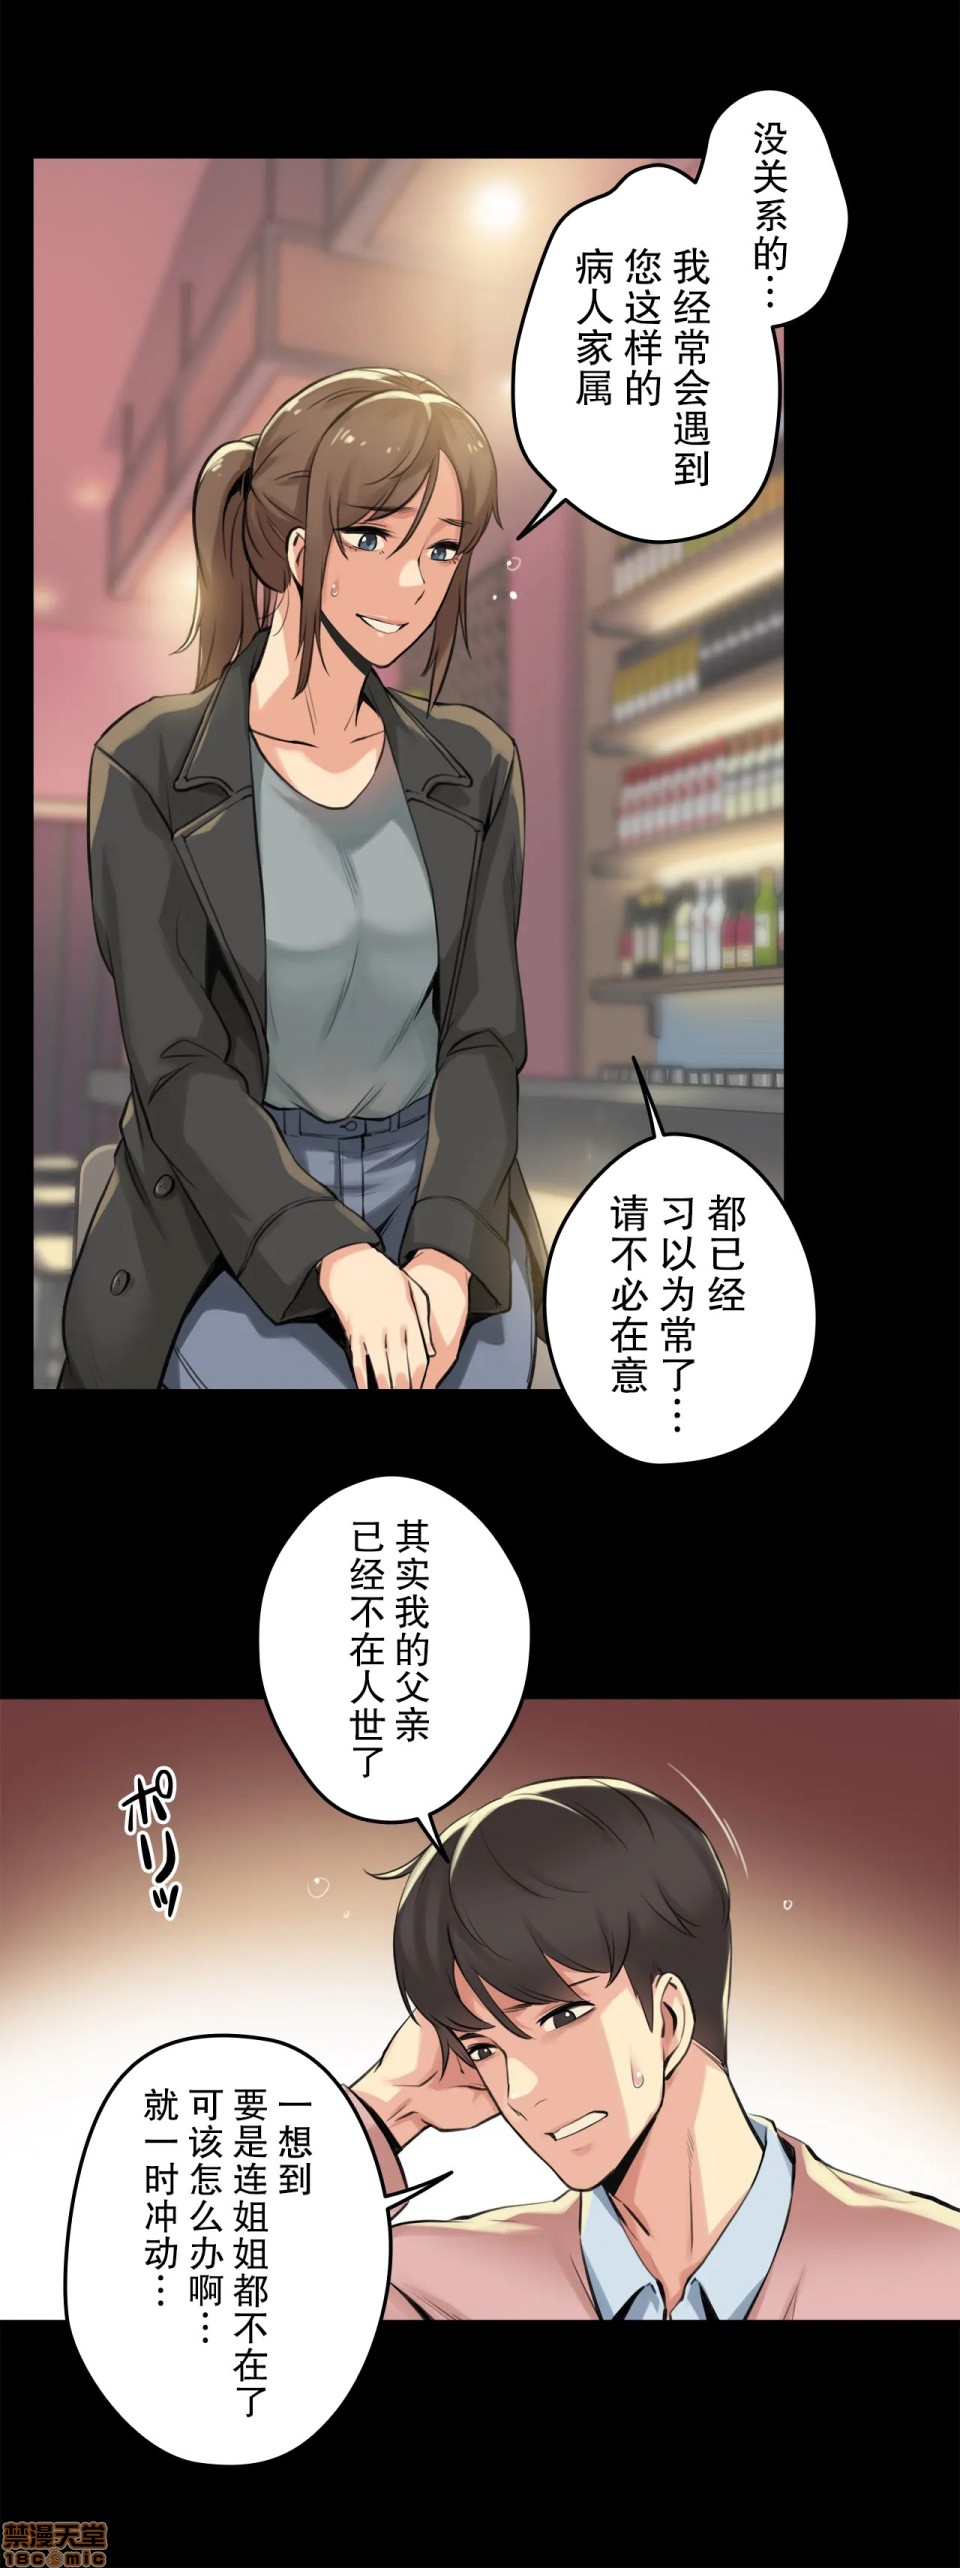 没关系的…
我经常会遇到
您这样的
病人家属
都已经
习以为常了…
请不必在意
其实我的父亲
已经不在人世了
ポリッ
一想到
要是连姐姐都不在了
可该怎么办啊…
就一时冲动…
禁漫天堂
18comic